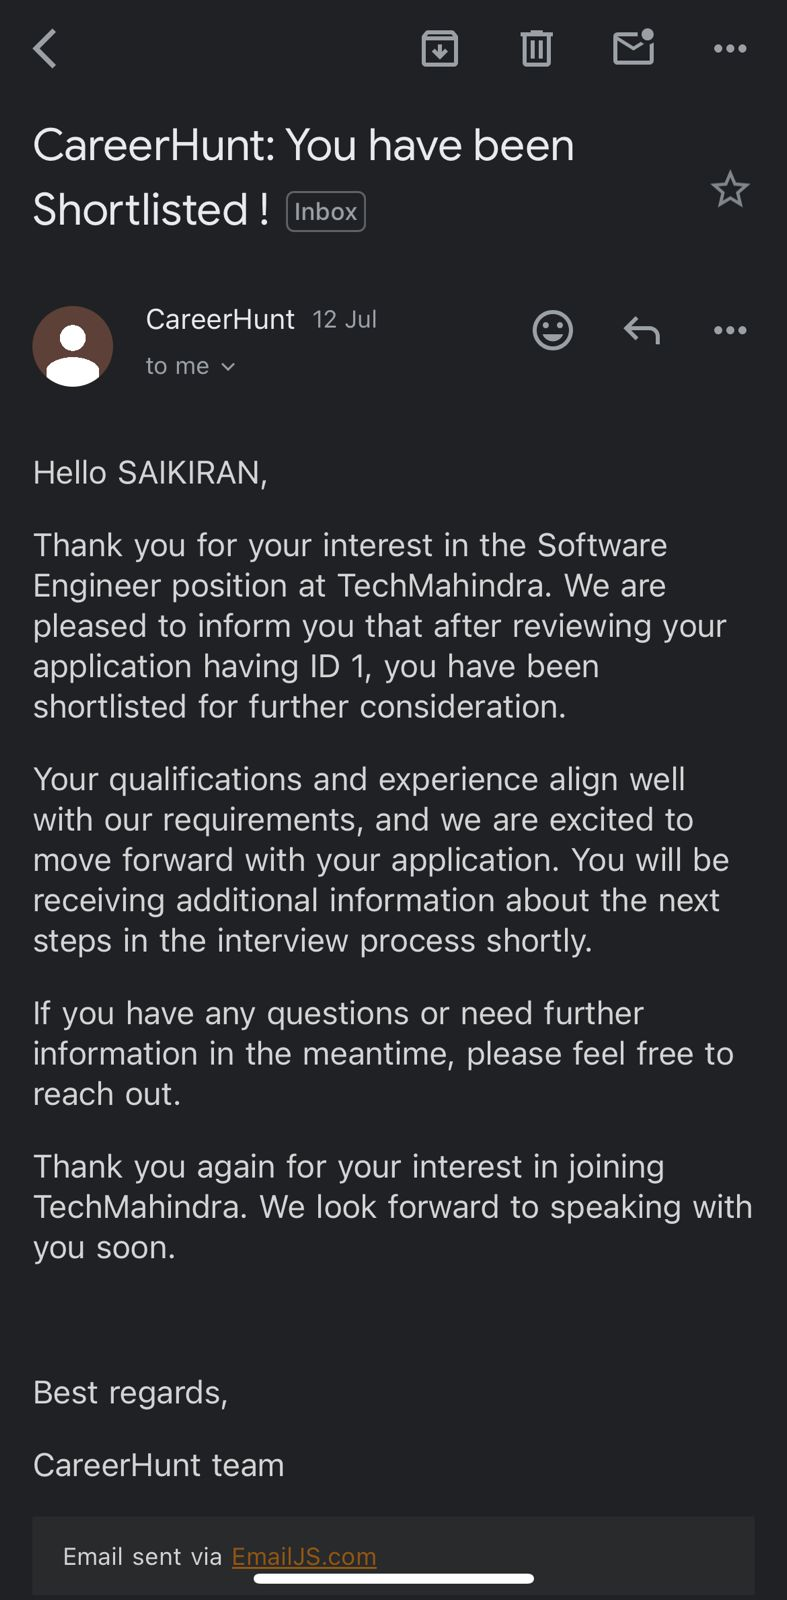 CareerHunt: You have been
Shortlisted ! Inbox
CareerHunt 12 Jul
to me
Hello SAIKIRAN,
Thank you for your interest in the Software
Engineer position at TechMahindra. We are
pleased to inform you that after reviewing your
application having ID 1, you have been
shortlisted for further consideration.
Your qualifications and experience align well
with our requirements, and we are excited to
move forward with your application. You will be
receiving additional information about the next
steps in the interview process shortly.
If you have any questions or need further
information in the meantime, please feel free to
reach out.
Thank you again for your interest in joining
TechMahindra. We look forward to speaking with
you soon.
Best regards,
CareerHunt team
Email sent via EmailJS.com